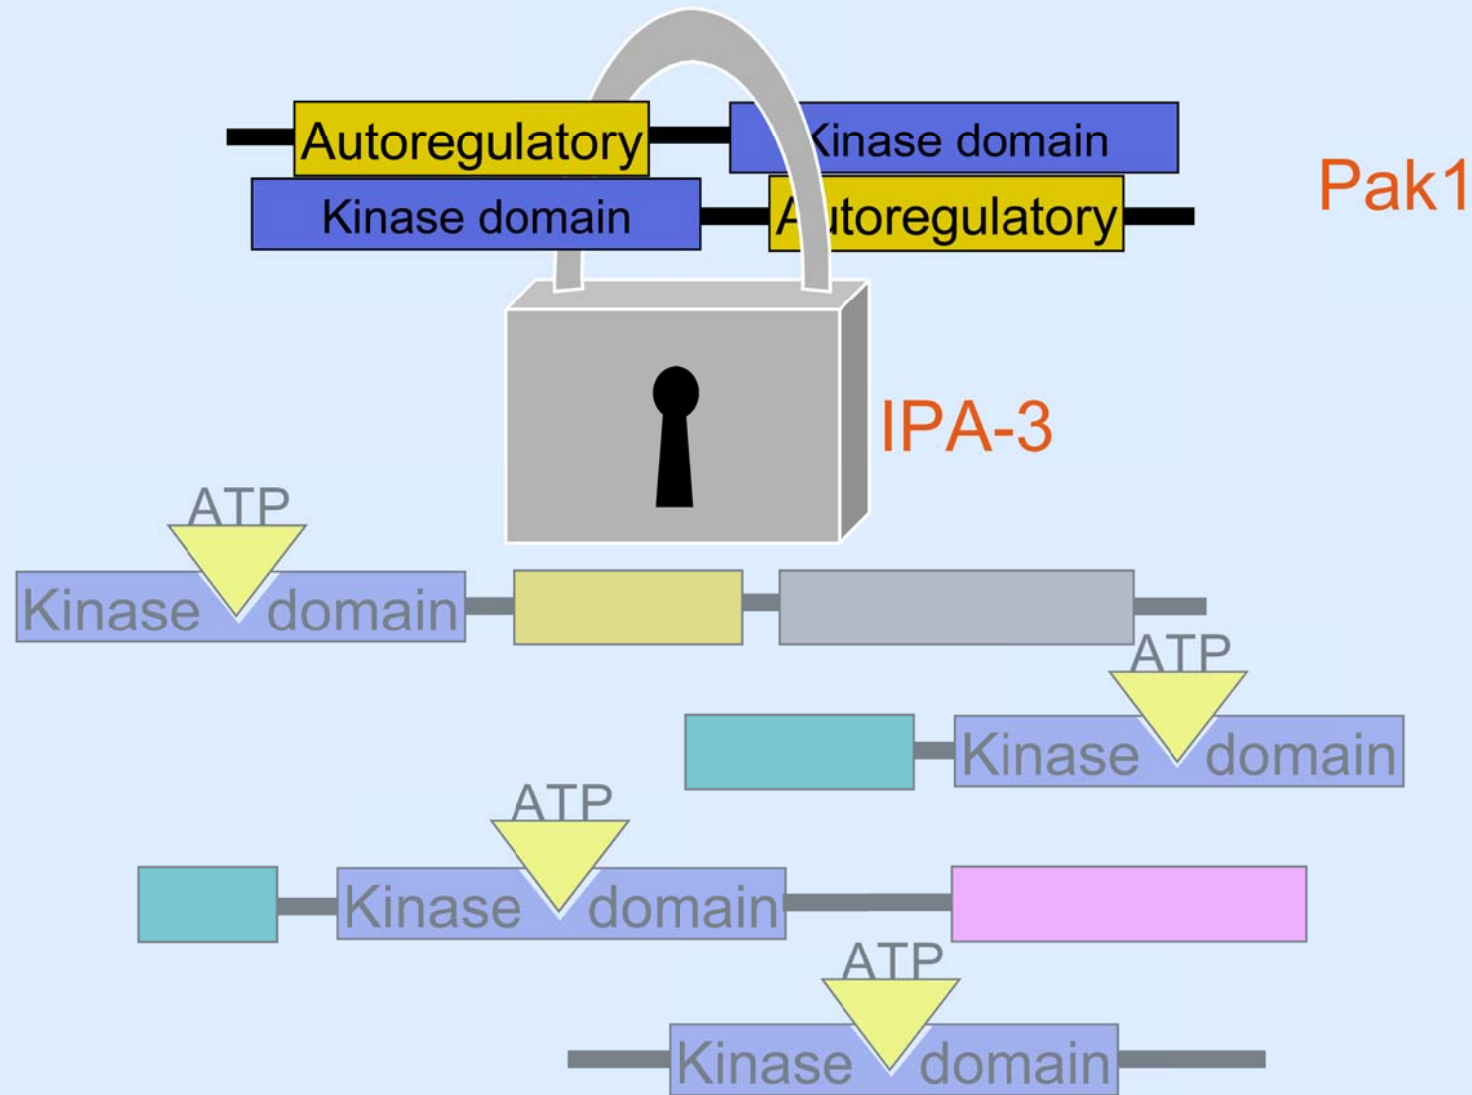 Autoregulatory
Kinase domain
Pak1
Kinase domain
Autoregulatory
IPA-3
ATP
Kinase domain
ATP
Kinase domain
ATP
Kinase domain
ATP
Kinase domain